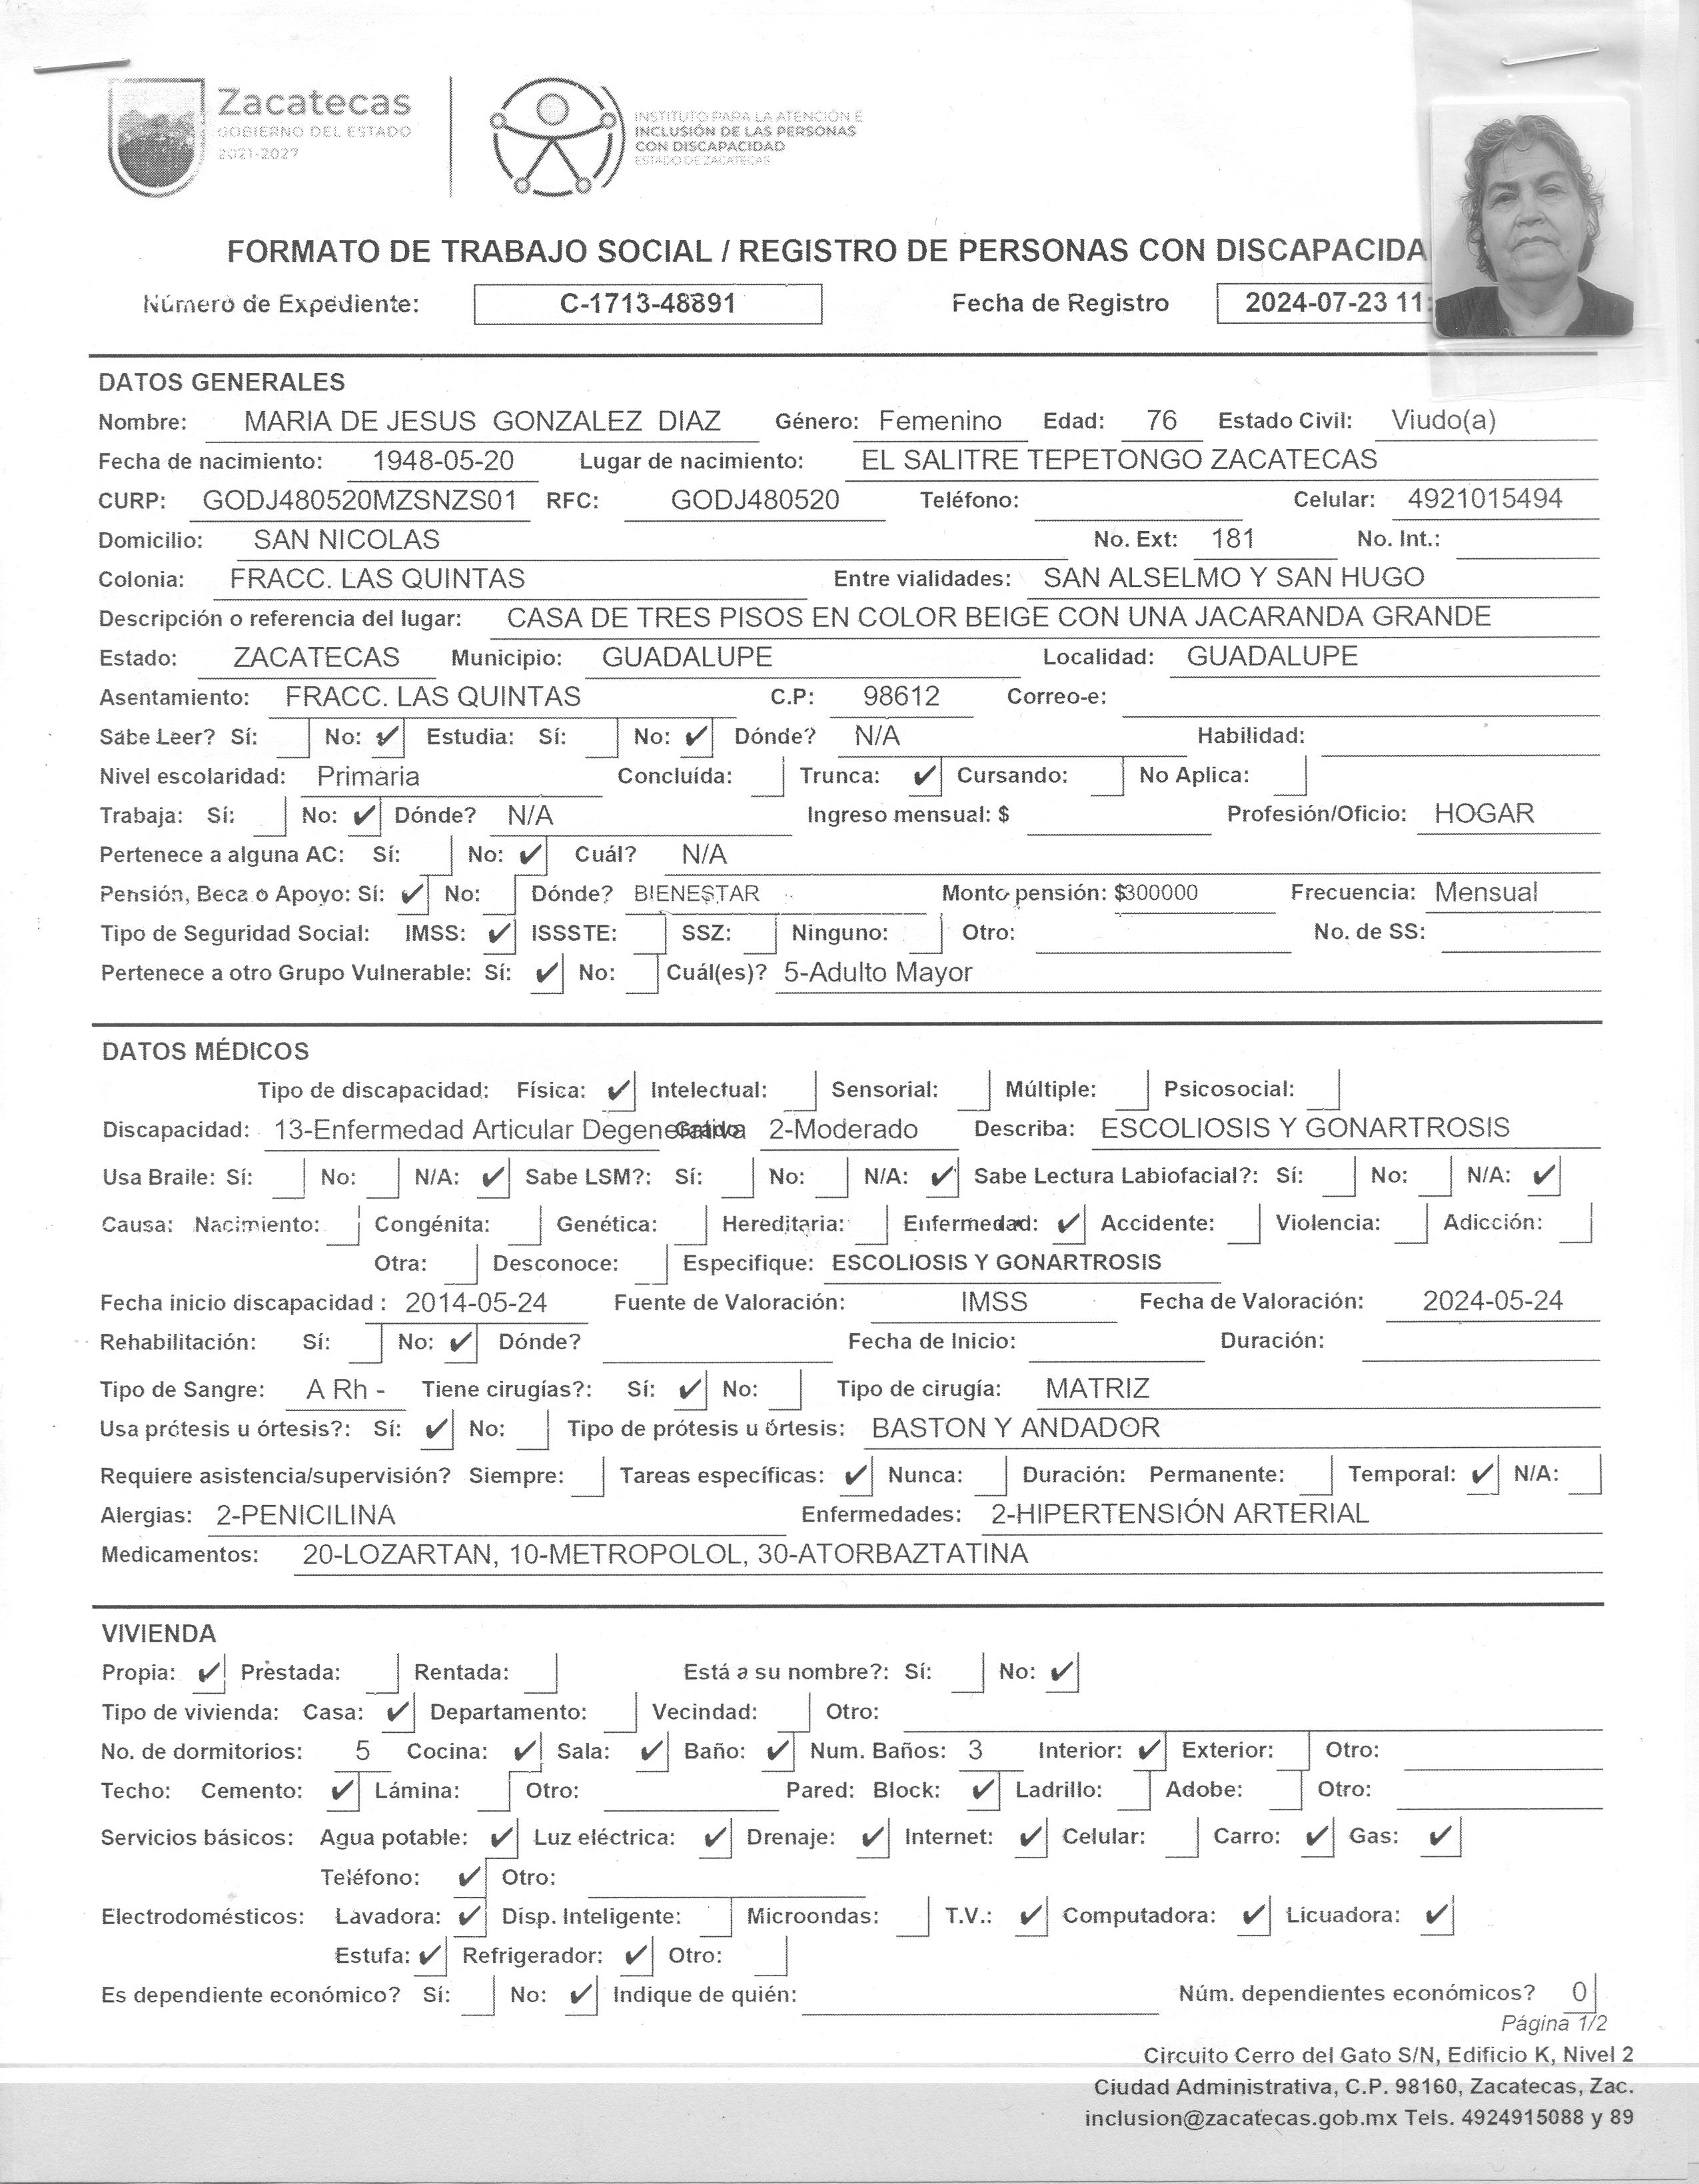 Zacatecas
GOBIERNO DEL ESTADO
2021-2027
INSTITUTO PARA LA ATENCIÓN E
INCLUSIÓN DE LAS PERSONAS
CON DISCAPACIDAD
ESTADO DE ZACATECAS
FORMATO DE TRABAJO SOCIAL / REGISTRO DE PERSONAS CON DISCAPACIDA
Número de Expediente: C-1713-48891 Fecha de Registro 2024-07-23 11:
DATOS GENERALES
Nombre: MARIA DE JESUS GONZALEZ DIAZ Género: Femenino Edad: 76 Estado Civil: Viudo(a)
Fecha de nacimiento: 1948-05-20 Lugar de nacimiento: EL SALITRE TEPETONGO ZACATECAS
CURP: GODJ480520MZSNZS01 RFC: GODJ480520 Teléfono: Celular: 4921015494
Domicilio: SAN NICOLAS No. Ext: 181 No. Int.:
Colonia: FRACC. LAS QUINTAS Entre vialidades: SAN ALSELMO Y SAN HUGO
Descripción o referencia del lugar: CASA DE TRES PISOS EN COLOR BEIGE CON UNA JACARANDA GRANDE
Estado: ZACATECAS Municipio: GUADALUPE Localidad: GUADALUPE
Asentamiento: FRACC. LAS QUINTAS C.P: 98612 Correo-e:
Sabe Leer? Sí: No: ✔ Estudia: Sí: No: ✔ Dónde? N/A Habilidad:
Nivel escolaridad: Primaria Concluída: Trunca: ✔ Cursando: No Aplica:
Trabaja: Sí: No: ✔ Dónde? N/A Ingreso mensual: $ Profesión/Oficio: HOGAR
Pertenece a alguna AC: Sí: No: ✔ Cuál? N/A
Pensión, Beca o Apoyo: Sí: ✔ No: Dónde? BIENESTAR Monto pensión: $300000 Frecuencia: Mensual
Tipo de Seguridad Social: IMSS: ✔ ISSSTE: SSZ: Ninguno: Otro: No. de SS:
Pertenece a otro Grupo Vulnerable: Sí: ✔ No: Cuál(es)? 5-Adulto Mayor
DATOS MÉDICOS
Tipo de discapacidad: Física: ✔ Intelectual: Sensorial: Múltiple: Psicosocial:
Discapacidad: 13-Enfermedad Articular Degenerativa Grado: 2-Moderado Describa: ESCOLIOSIS Y GONARTROSIS
Usa Braile: Sí: No: N/A: ✔ Sabe LSM?: Sí: No: N/A: ✔ Sabe Lectura Labiofacial?: Sí: No: N/A: ✔
Causa: Nacimiento: Congénita: Genética: Hereditaria: Enfermedad: ✔ Accidente: Violencia: Adicción:
Otra: Desconoce: Especifique: ESCOLIOSIS Y GONARTROSIS
Fecha inicio discapacidad : 2014-05-24 Fuente de Valoración: IMSS Fecha de Valoración: 2024-05-24
Rehabilitación: Sí: No: ✔ Dónde? Fecha de Inicio: Duración:
Tipo de Sangre: A Rh - Tiene cirugías?: Sí: ✔ No: Tipo de cirugía: MATRIZ
Usa prótesis u órtesis?: Sí: ✔ No: Tipo de prótesis u órtesis: BASTON Y ANDADOR
Requiere asistencia/supervisión? Siempre: Tareas específicas: ✔ Nunca: Duración: Permanente: Temporal: ✔ N/A:
Alergias: 2-PENICILINA Enfermedades: 2-HIPERTENSIÓN ARTERIAL
Medicamentos: 20-LOZARTAN, 10-METROPOLOL, 30-ATORBAZTATINA
VIVIENDA
Propia: ✔ Prestada: Rentada: Está a su nombre?: Sí: No: ✔
Tipo de vivienda: Casa: ✔ Departamento: Vecindad: Otro:
No. de dormitorios: 5 Cocina: ✔ Sala: ✔ Baño: ✔ Num. Baños: 3 Interior: ✔ Exterior: Otro:
Techo: Cemento: ✔ Lámina: Otro: Pared: Block: ✔ Ladrillo: Adobe: Otro:
Servicios básicos: Agua potable: ✔ Luz eléctrica: ✔ Drenaje: ✔ Internet: ✔ Celular: Carro: ✔ Gas: ✔
Teléfono: ✔ Otro:
Electrodomésticos: Lavadora: ✔ Disp. Inteligente: Microondas: T.V.: ✔ Computadora: ✔ Licuadora: ✔
Estufa: ✔ Refrigerador: ✔ Otro:
Es dependiente económico? Sí: No: ✔ Indique de quién: Núm. dependientes económicos? 0
Página 1/2
Circuito Cerro del Gato S/N, Edificio K, Nivel 2
Ciudad Administrativa, C.P. 98160, Zacatecas, Zac.
inclusion@zacatecas.gob.mx Tels. 4924915088 y 89